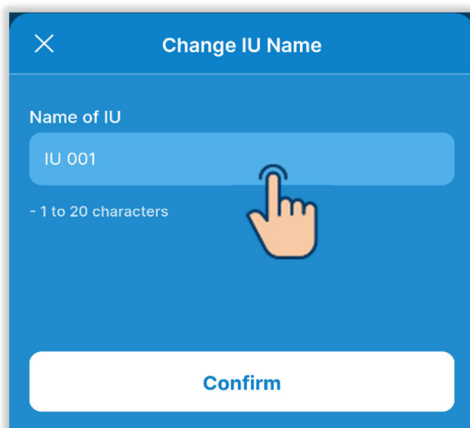 Change IU Name
Name of IU
IU 001
- 1 to 20 characters
Confirm